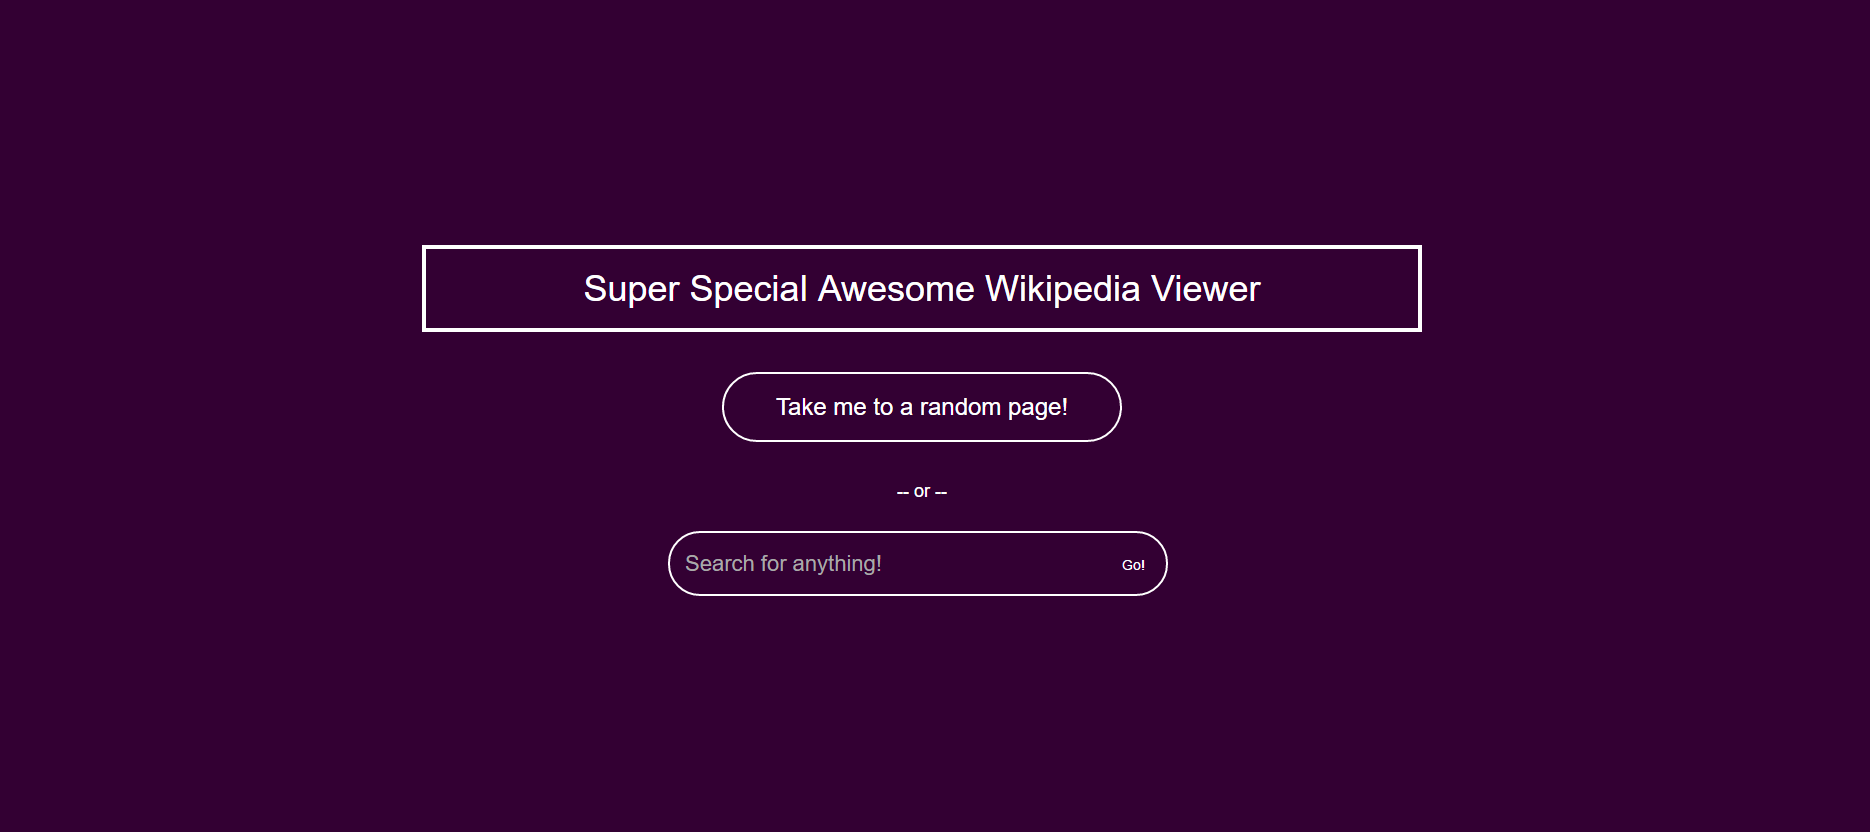 Super Special Awesome Wikipedia Viewer
Take me to a random page!
-- or --
Search for anything! Go!